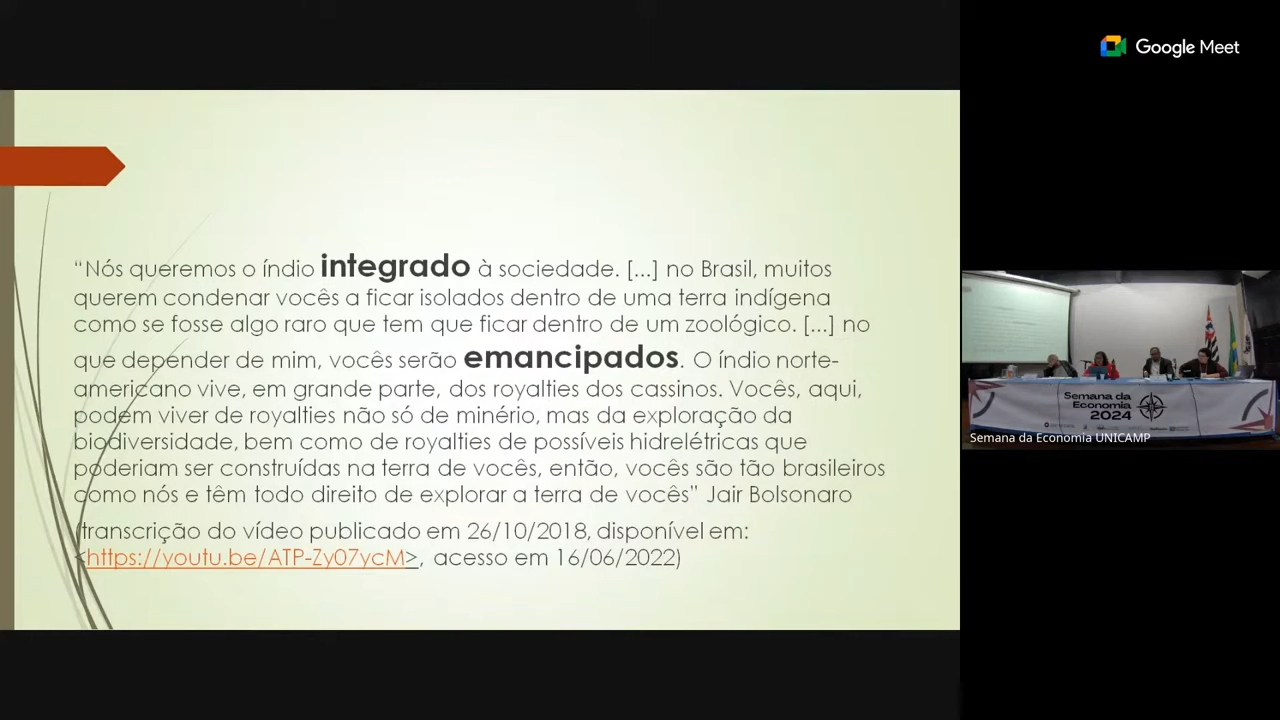 “Nós queremos o índio integrado à sociedade. [...] no Brasil, muitos
querem condenar vocês a ficar isolados dentro de uma terra indígena
como se fosse algo raro que tem que ficar dentro de um zoológico. [...] no
que depender de mim, vocês serão emancipados. O índio norte-
americano vive, em grande parte, dos royalties dos cassinos. Vocês, aqui,
podem viver de royalties não só de minério, mas da exploração da
biodiversidade, bem como de royalties de possíveis hidrelétricas que
poderiam ser construídas na terra de vocês, então, vocês são tão brasileiros
como nós e têm todo direito de explorar a terra de vocês” Jair Bolsonaro
(transcrição do vídeo publicado em 26/10/2018, disponível em:
<https://youtu.be/ATP-Zy07ycM>, acesso em 16/06/2022)
Google Meet
Semana da
Economia
2024
Semana da Economia UNICAMP